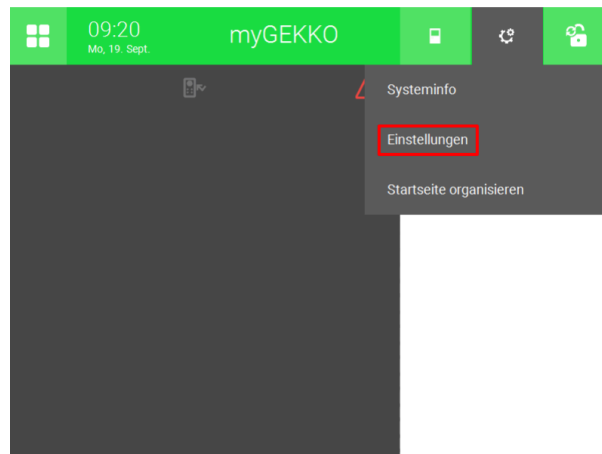 09:20
Mo, 19. Sept.
myGEKKO
Systeminfo
Einstellungen
Startseite organisieren